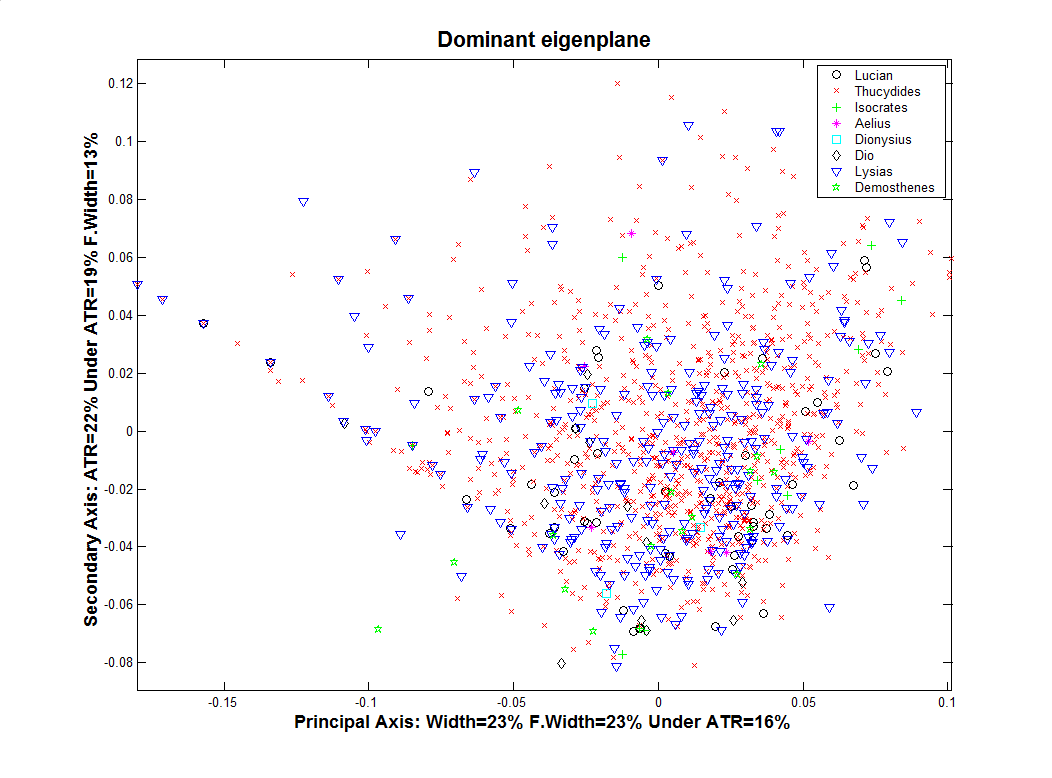 Dominant eigenplane
Secondary Axis: ATR=22% Under ATR=19% F.Width=13%
0.12
0.1
0.08
0.06
0.04
0.02
0
-0.02
-0.04
-0.06
-0.08
Lucian
Thucydides
Isocrates
Aelius
Dionysius
Dio
Lysias
Demosthenes
-0.15 -0.1 -0.05 0 0.05 0.1
Principal Axis: Width=23% F.Width=23% Under ATR=16%